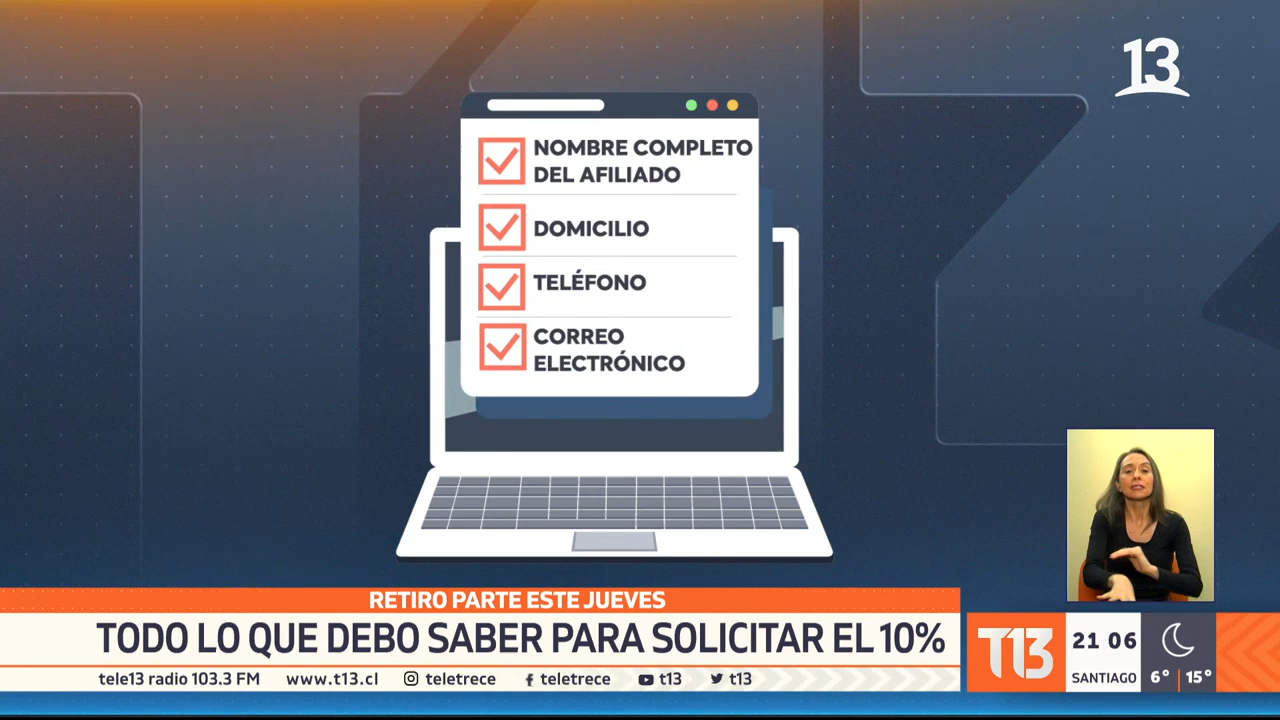 13
NOMBRE COMPLETO
DEL AFILIADO
DOMICILIO
TELÉFONO
CORREO
ELECTRÓNICO
RETIRO PARTE ESTE JUEVES
TODO LO QUE DEBO SABER PARA SOLICITAR EL 10%
tele13 radio 103.3 FM www.t13.cl teletrece teletrece t13 t13
T13
21 06
SANTIAGO
6° 15°